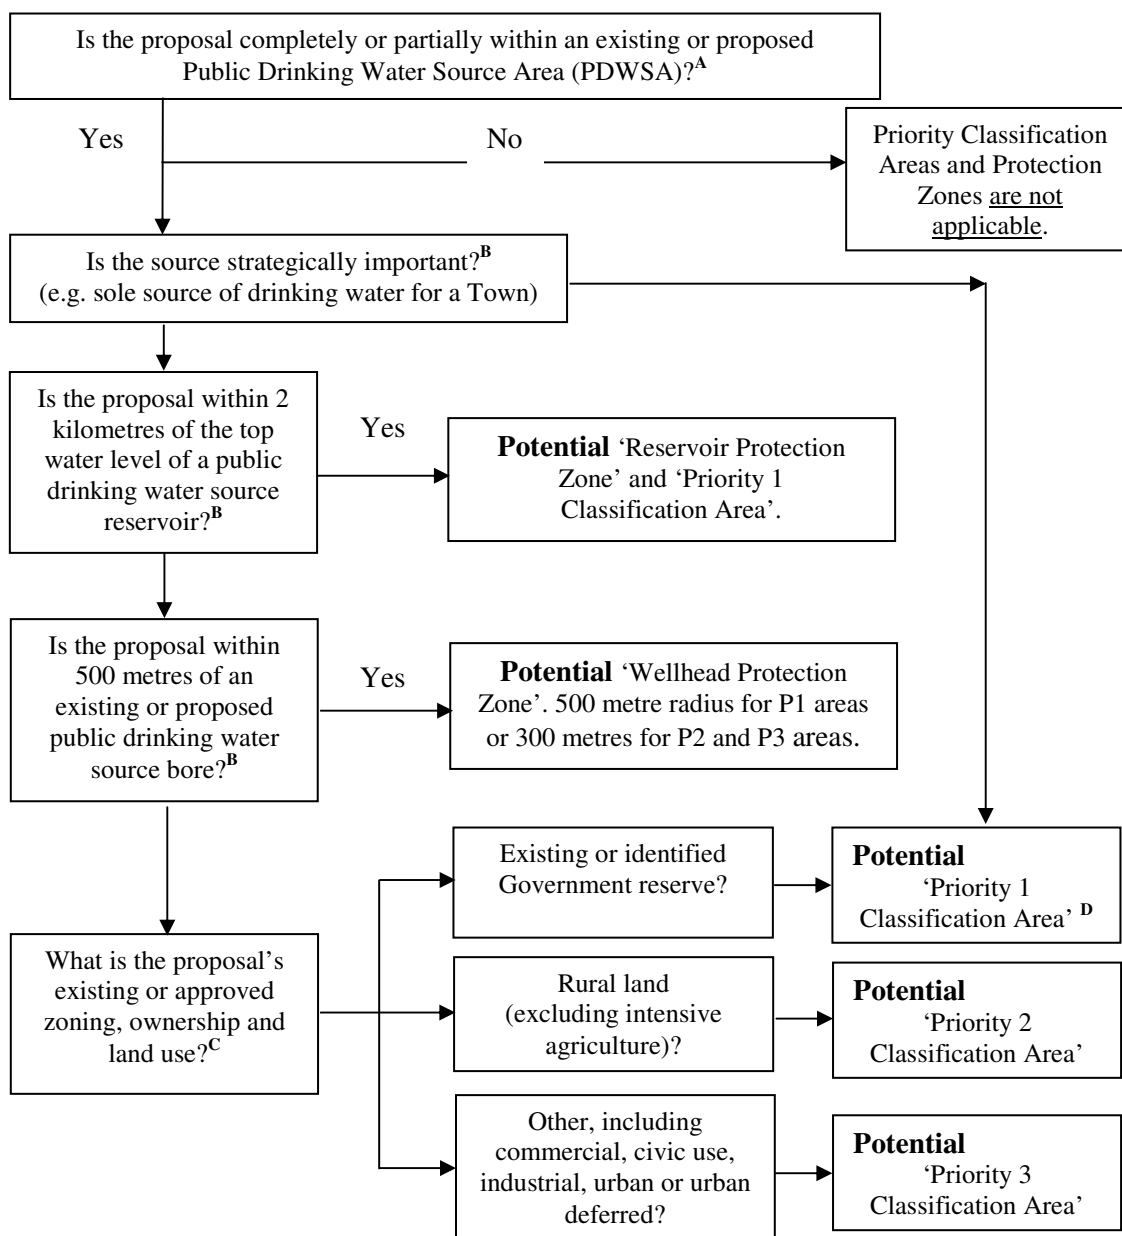 Is the proposal completely or partially within an existing or proposed
Public Drinking Water Source Area (PDWSA)?A
Yes
No
Priority Classification
Areas and Protection
Zones are not
applicable.
Is the source strategically important?B
(e.g. sole source of drinking water for a Town)
Is the proposal within 2
kilometres of the top
water level of a public
drinking water source
reservoir?B
Yes
Potential ‘Reservoir Protection
Zone’ and ‘Priority 1
Classification Area’.
Is the proposal within
500 metres of an
existing or proposed
public drinking water
source bore?B
Yes
Potential ‘Wellhead Protection
Zone’. 500 metre radius for P1 areas
or 300 metres for P2 and P3 areas.
What is the proposal’s
existing or approved
zoning, ownership and
land use?C
Existing or identified
Government reserve?
Potential
‘Priority 1
Classification Area’ D
Rural land
(excluding intensive
agriculture)?
Potential
‘Priority 2
Classification Area’
Other, including
commercial, civic use,
industrial, urban or urban
deferred?
Potential
‘Priority 3
Classification Area’